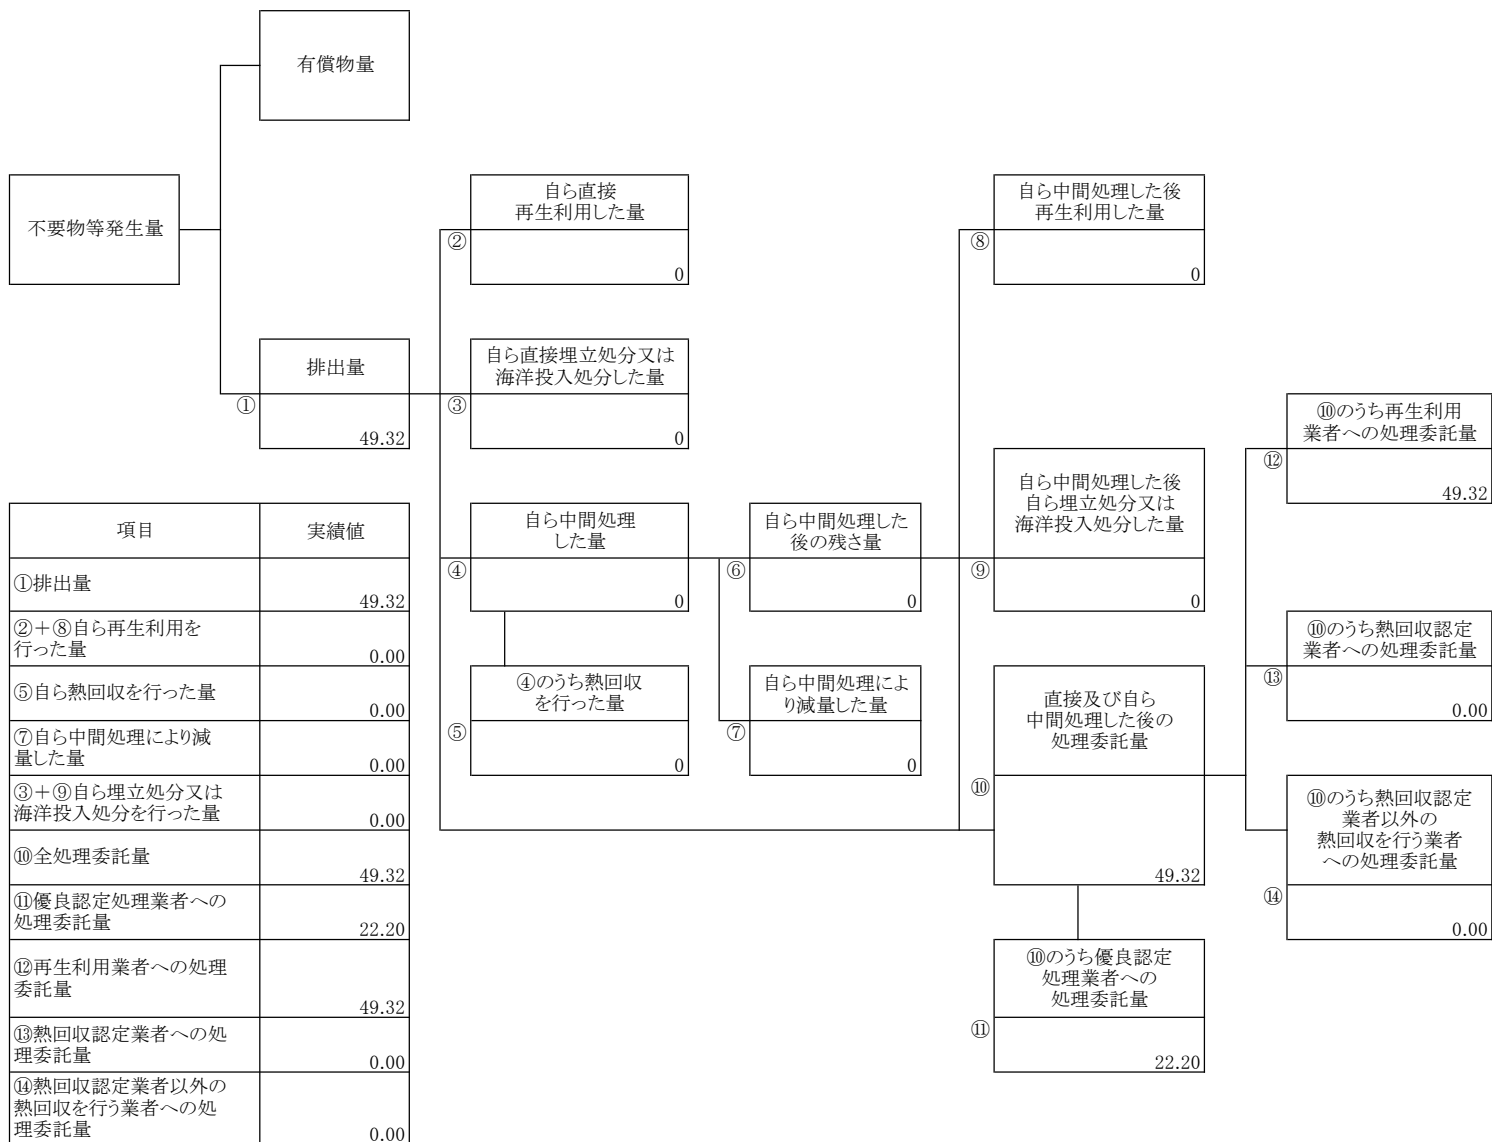 有償物量
不要物等発生量
自ら直接
再生利用した量
②
0
自ら中間処理した後
再生利用した量
⑧
0
排出量
①
49.32
自ら直接埋立処分又は
海洋投入処分した量
③
0
⑩のうち再生利用
業者への処理委託量
⑫
49.32
自ら中間処理
した量
④
0
自ら中間処理した
後の残さ量
⑥
0
自ら中間処理した後
自ら埋立処分又は
海洋投入処分した量
⑨
0
⑩のうち熱回収認定
業者への処理委託量
⑬
0.00
④のうち熱回収
を行った量
⑤
0
自ら中間処理によ
り減量した量
⑦
0
直接及び自ら
中間処理した後の
処理委託量
⑩
49.32
⑩のうち熱回収認定
業者以外の
熱回収を行う業者
への処理委託量
⑭
0.00
⑩のうち優良認定
処理業者への
処理委託量
⑪
22.20
項目 実績値
①排出量
49.32
②＋⑧自ら再生利用を
行った量
0.00
⑤自ら熱回収を行った量
0.00
⑦自ら中間処理により減
量した量
0.00
③＋⑨自ら埋立処分又は
海洋投入処分を行った量
0.00
⑩全処理委託量
49.32
⑪優良認定処理業者への
処理委託量
22.20
⑫再生利用業者への処理
委託量
49.32
⑬熱回収認定業者への処
理委託量
0.00
⑭熱回収認定業者以外の
熱回収を行う業者への処
理委託量
0.00